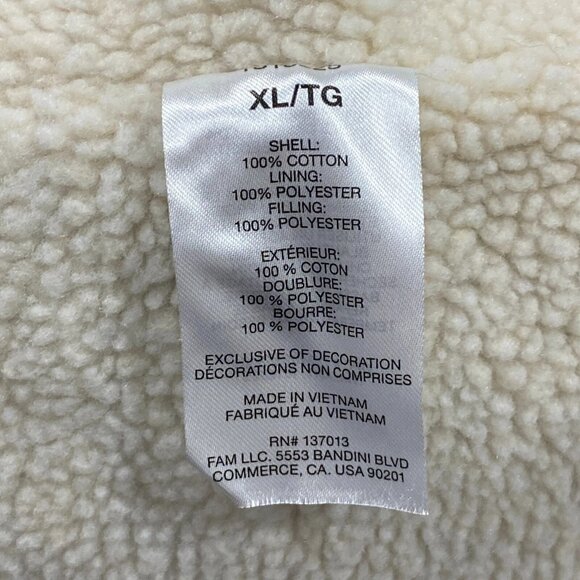 XL/TG
SHELL:
100% COTTON
LINING:
100% POLYESTER
FILLING:
100% POLYESTER
EXTÉRIEUR:
100 % COTON
DOUBLURE:
100 % POLYESTER
BOURRE:
100 % POLYESTER
EXCLUSIVE OF DECORATION
DÉCORATIONS NON COMPRISES
MADE IN VIETNAM
FABRIQUÉ AU VIETNAM
RN# 137013
FAM LLC. 5553 BANDINI BLVD
COMMERCE, CA. USA 90201